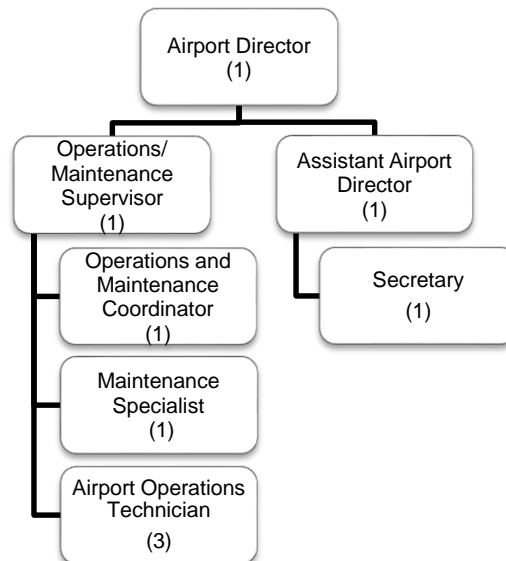 Airport Director
(1)
Operations/
Maintenance
Supervisor
(1)
Assistant Airport
Director
(1)
Operations and
Maintenance
Coordinator
(1)
Secretary
(1)
Maintenance
Specialist
(1)
Airport Operations
Technician
(3)